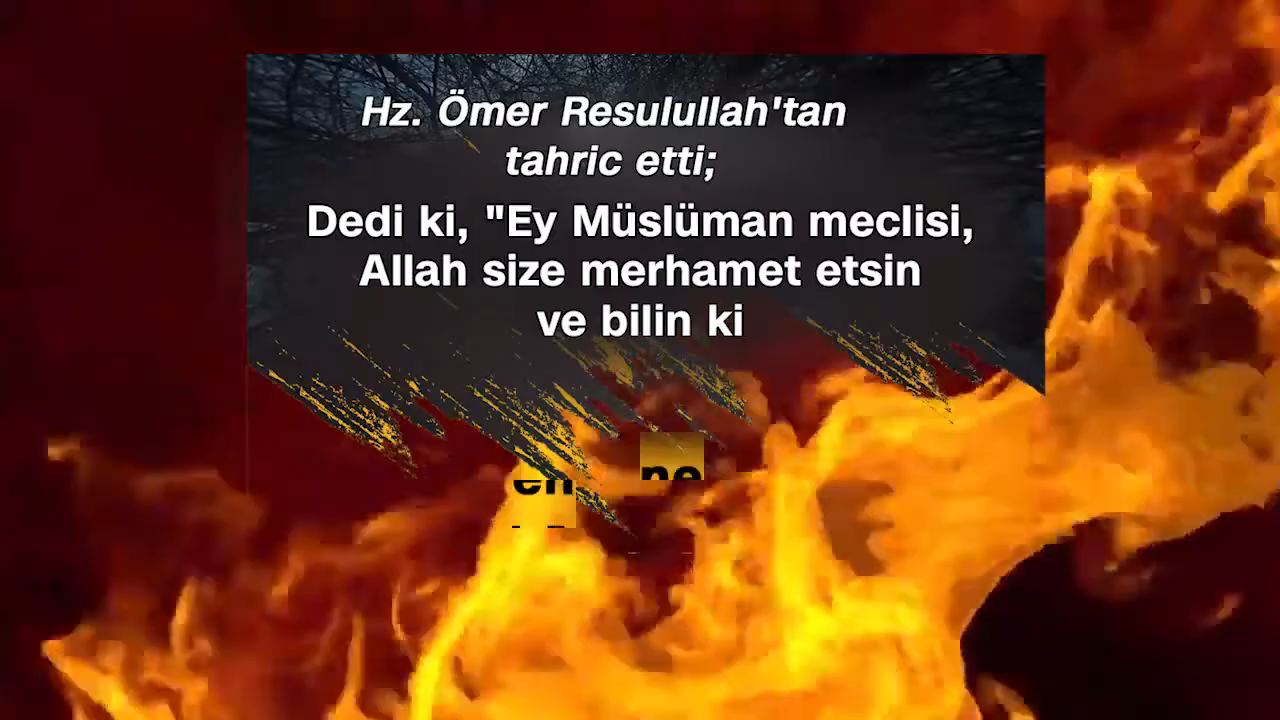 Hz. Ömer Resulullah'tan
tahric etti;
Dedi ki, "Ey Müslüman meclisi,
Allah size merhamet etsin
ve bilin ki